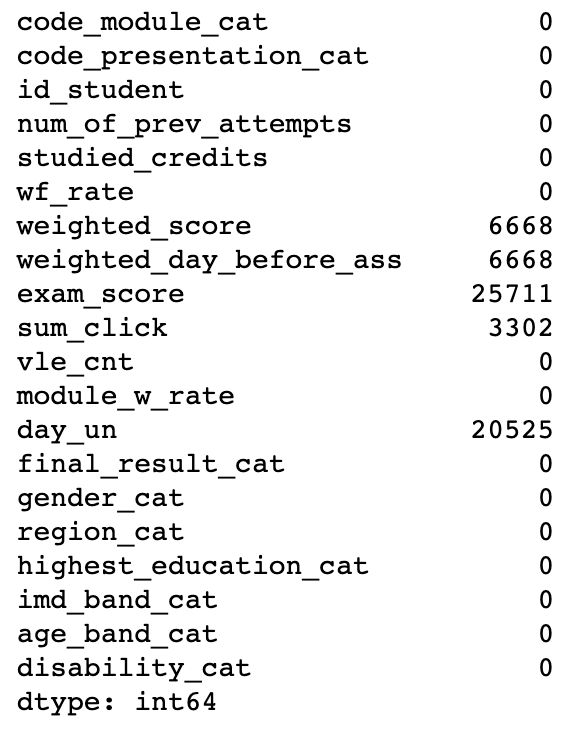 code_module_cat 0
code_presentation_cat 0
id_student 0
num_of_prev_attempts 0
studied_credits 0
wf_rate 0
weighted_score 6668
weighted_day_before_ass 6668
exam_score 25711
sum_click 3302
vle_cnt 0
module_w_rate 0
day_un 20525
final_result_cat 0
gender_cat 0
region_cat 0
highest_education_cat 0
imd_band_cat 0
age_band_cat 0
disability_cat 0
dtype: int64